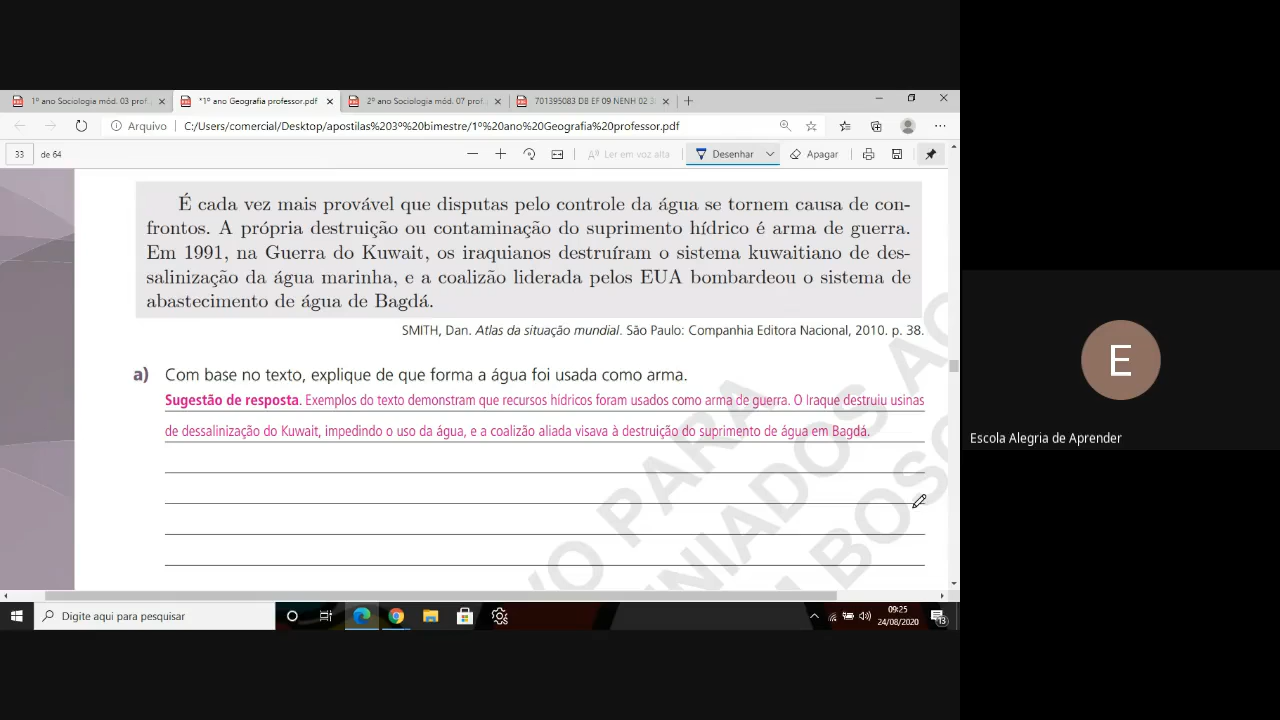 1º ano Sociologia mód. 03 prof.
*1º ano Geografia professor.pdf
2º ano Sociologia mód. 07 prof.
701395083 DB EF 09 NENH 02 3
Arquivo
C:/Users/comercial/Desktop/apostilas%203º%20bimestre/1º%20ano%20Geografia%20professor.pdf
33 de 64
Ler em voz alta
Desenhar
Apagar
É cada vez mais provável que disputas pelo controle da água se tornem causa de con-
frontos. A própria destruição ou contaminação do suprimento hídrico é arma de guerra.
Em 1991, na Guerra do Kuwait, os iraquianos destruíram o sistema kuwaitiano de des-
salinização da água marinha, e a coalizão liderada pelos EUA bombardeou o sistema de
abastecimento de água de Bagdá.
SMITH, Dan. Atlas da situação mundial. São Paulo: Companhia Editora Nacional, 2010. p. 38.
a) Com base no texto, explique de que forma a água foi usada como arma.
Sugestão de resposta. Exemplos do texto demonstram que recursos hídricos foram usados como arma de guerra. O Iraque destruiu usinas
de dessalinização do Kuwait, impedindo o uso da água, e a coalizão aliada visava à destruição do suprimento de água em Bagdá.
VO PARA
NIADOS AO
BOSCO
E
Escola Alegria de Aprender
Digite aqui para pesquisar
09:25
24/08/2020
13